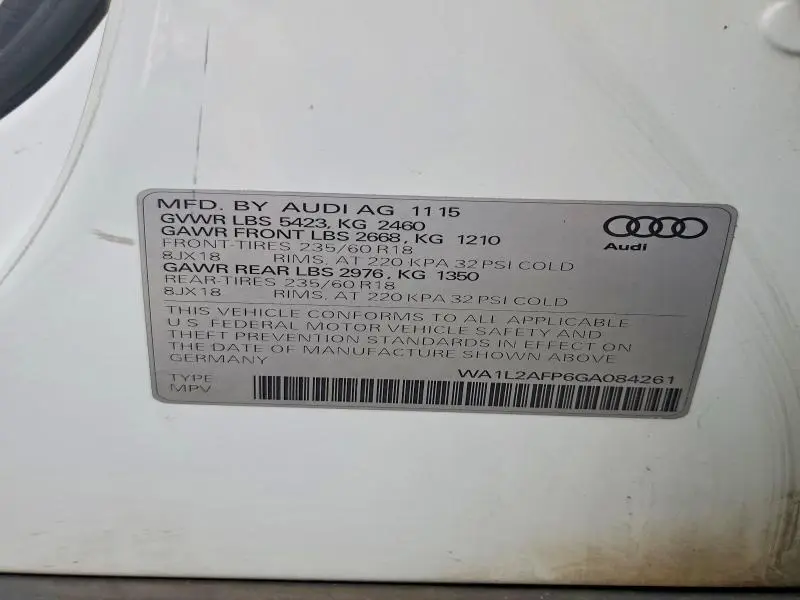 MFD. BY AUDI AG 11 15
GVWR LBS 5423, KG 2460
GAWR FRONT LBS 2668, KG 1210
FRONT-TIRES 235/60 R18
8JX18 RIMS, AT 220 KPA 32 PSI COLD
GAWR REAR LBS 2976, KG 1350
REAR-TIRES 235/60 R18
8JX18 RIMS, AT 220 KPA 32 PSI COLD
THIS VEHICLE CONFORMS TO ALL APPLICABLE
U.S. FEDERAL MOTOR VEHICLE SAFETY AND
THEFT PREVENTION STANDARDS IN EFFECT ON
THE DATE OF MANUFACTURE SHOWN ABOVE
GERMANY
TYPE WA1L2AFP6GA084261
MPV
Audi